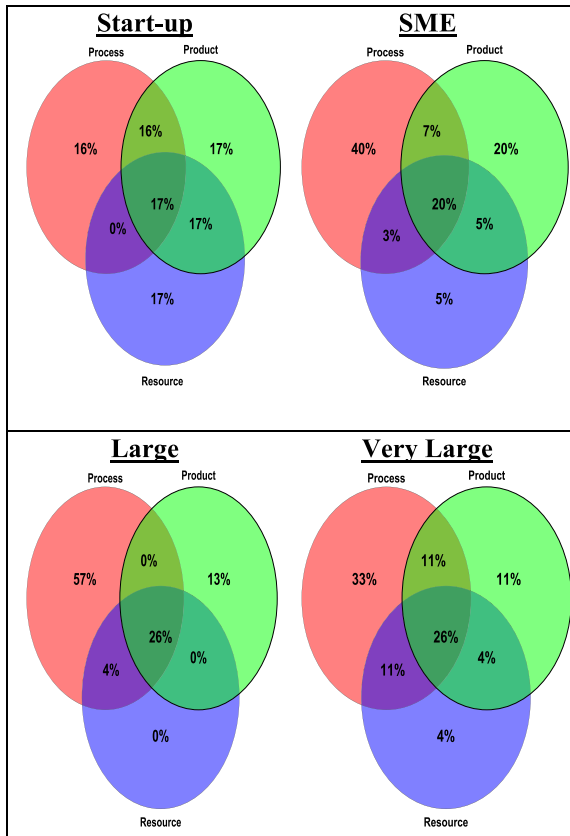 Start-up
Process
Product
16%
16%
17%
17%
0%
17%
17%
Resource
SME
Process
Product
7%
40%
20%
20%
3%
5%
5%
Resource
Large
Process
Product
0%
57%
13%
26%
4%
0%
0%
Resource
Very Large
Process
Product
11%
33%
11%
26%
11%
4%
4%
Resource